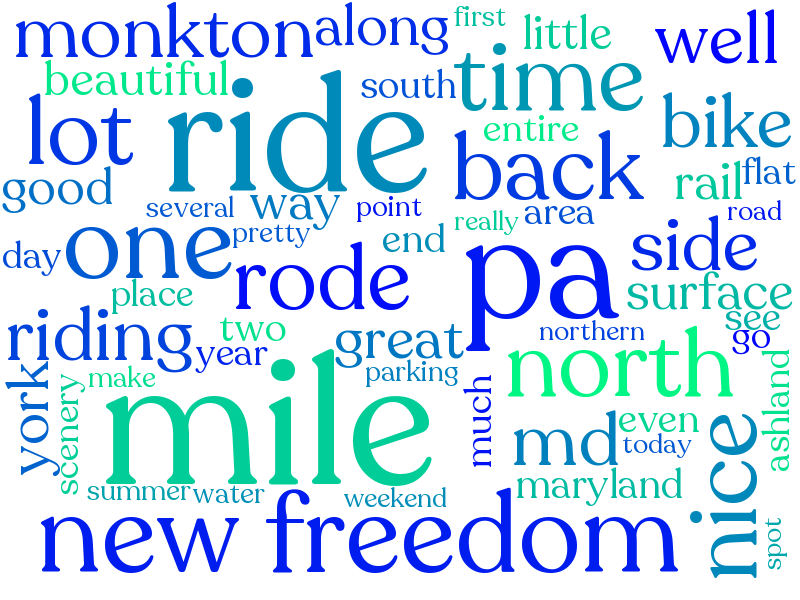 first
monkton
along
little
well
beautiful
south
time
ride
lot
bike
entire
back
rail
flat
good
several
way
point
really
area
road
day
one
pretty
end
pa
side
rode
place
surface
see
riding
two
year
great
northern
go
york
scenery
make
mile
parking
much
north
ashland
md
even
today
nice
summer
water
weekend
maryland
new freedom
spot